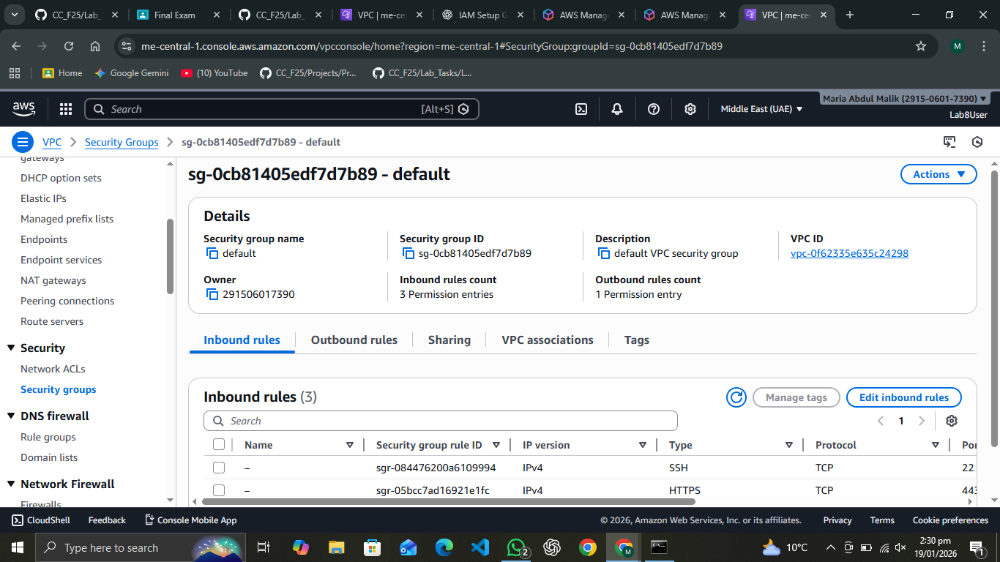 CC_F25/Lab_
Final Exam
CC_F25/Lab_
VPC | me-ce
IAM Setup G
AWS Manag
AWS Manag
VPC | me-ce
me-central-1.console.aws.amazon.com/vpcconsole/home?region=me-central-1#SecurityGroup:groupId=sg-0cb81405edf7d7b89
M
Home
Google Gemini
(10) YouTube
CC_F25/Projects/Pr...
CC_F25/Lab_Tasks/L...
aws
Search
[Alt+S]
Middle East (UAE)
Maria Abdul Malik (2915-0601-7390)
Lab8User
VPC
Security Groups
sg-0cb81405edf7d7b89 - default
gateways
DHCP option sets
Elastic IPs
Managed prefix lists
Endpoints
Endpoint services
NAT gateways
Peering connections
Route servers
Security
Network ACLs
Security groups
DNS firewall
Rule groups
Domain lists
Network Firewall
Firewalls
sg-0cb81405edf7d7b89 - default
Actions
Details
Security group name
default
Security group ID
sg-0cb81405edf7d7b89
Description
default VPC security group
VPC ID
vpc-0f62335e635c24298
Owner
291506017390
Inbound rules count
3 Permission entries
Outbound rules count
1 Permission entry
Inbound rules
Outbound rules
Sharing
VPC associations
Tags
Inbound rules (3)
Manage tags
Edit inbound rules
Search
1
Name
Security group rule ID
IP version
Type
Protocol
Por
– sgr-084476200a6109994 IPv4 SSH TCP 22
– sgr-05bcc7ad16921e1fc IPv4 HTTPS TCP 443
CloudShell
Feedback
Console Mobile App
© 2026, Amazon Web Services, Inc. or its affiliates.
Privacy
Terms
Cookie preferences
Type here to search
2
M
10°C
2:30 pm
19/01/2026
1